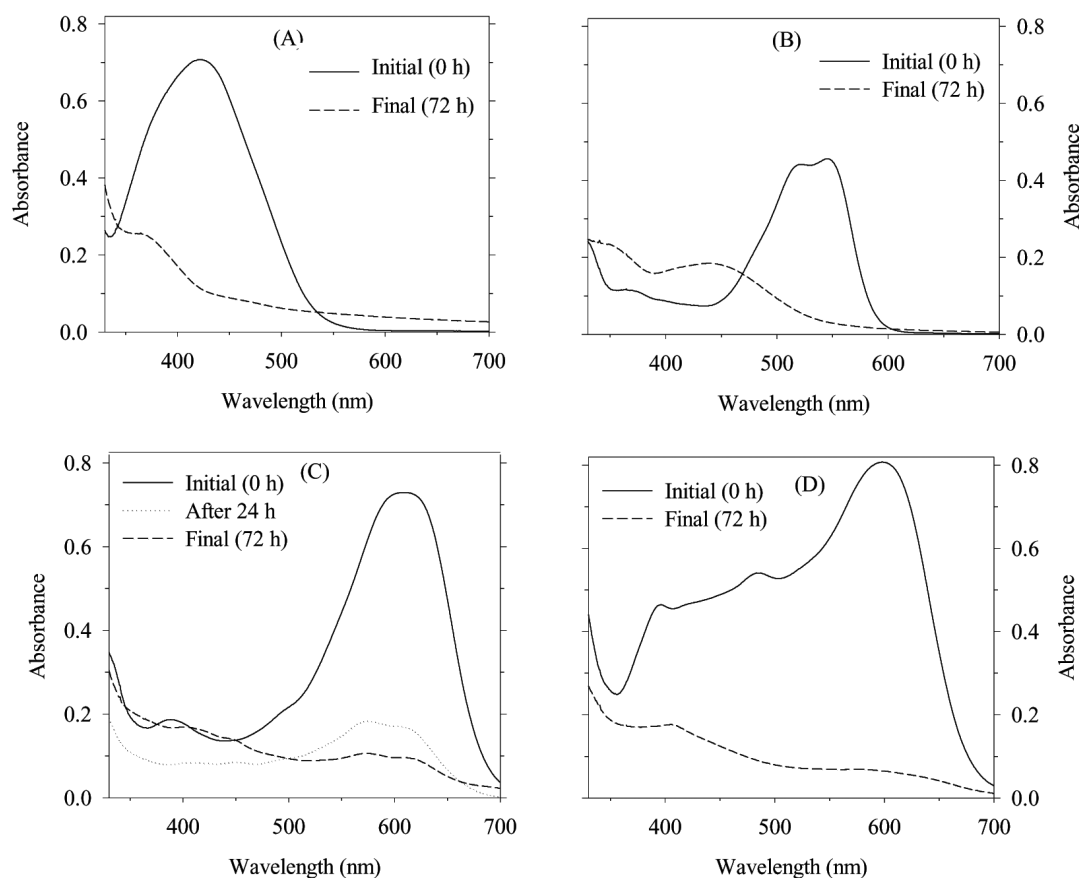 (A)
0.8
0.6
0.4
0.2
0.0
Absorbance
Initial (0 h)
Final (72 h)
400 500 600 700
Wavelength (nm)
(B)
Initial (0 h)
Final (72 h)
0.8
0.6
0.4
0.2
0.0
Absorbance
400 500 600 700
Wavelength (nm)
(C)
0.8
0.6
0.4
0.2
0.0
Absorbance
Initial (0 h)
After 24 h
Final (72 h)
400 500 600 700
Wavelength (nm)
(D)
Initial (0 h)
Final (72 h)
0.8
0.6
0.4
0.2
0.0
Absorbance
400 500 600 700
Wavelength (nm)